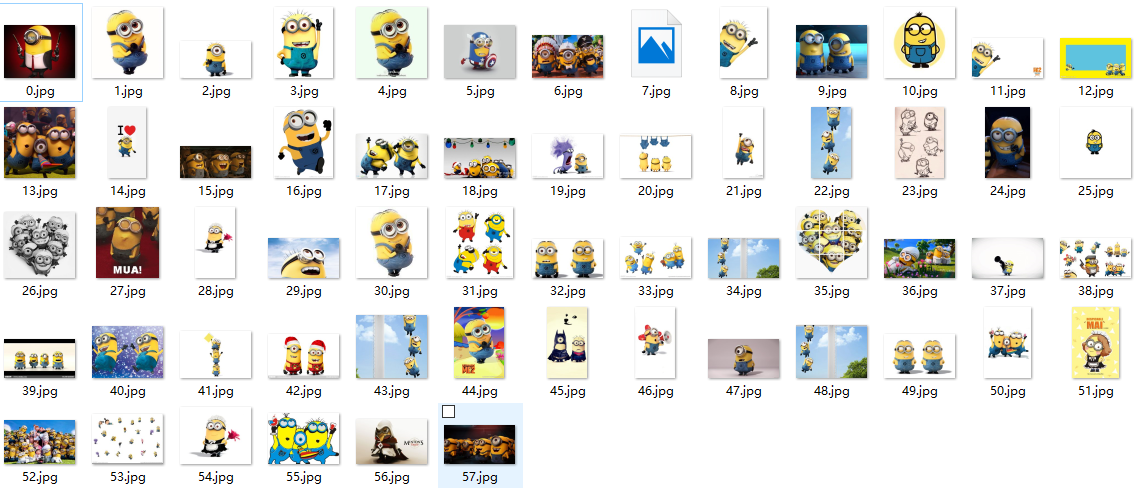 0.jpg 1.jpg 2.jpg 3.jpg 4.jpg 5.jpg 6.jpg 7.jpg 8.jpg 9.jpg 10.jpg 11.jpg 12.jpg
I
13.jpg 14.jpg 15.jpg 16.jpg 17.jpg 18.jpg 19.jpg 20.jpg 21.jpg 22.jpg 23.jpg 24.jpg 25.jpg
MUA!
26.jpg 27.jpg 28.jpg 29.jpg 30.jpg 31.jpg 32.jpg 33.jpg 34.jpg 35.jpg 36.jpg 37.jpg 38.jpg
MAI
39.jpg 40.jpg 41.jpg 42.jpg 43.jpg 44.jpg 45.jpg 46.jpg 47.jpg 48.jpg 49.jpg 50.jpg 51.jpg
52.jpg 53.jpg 54.jpg 55.jpg 56.jpg 57.jpg